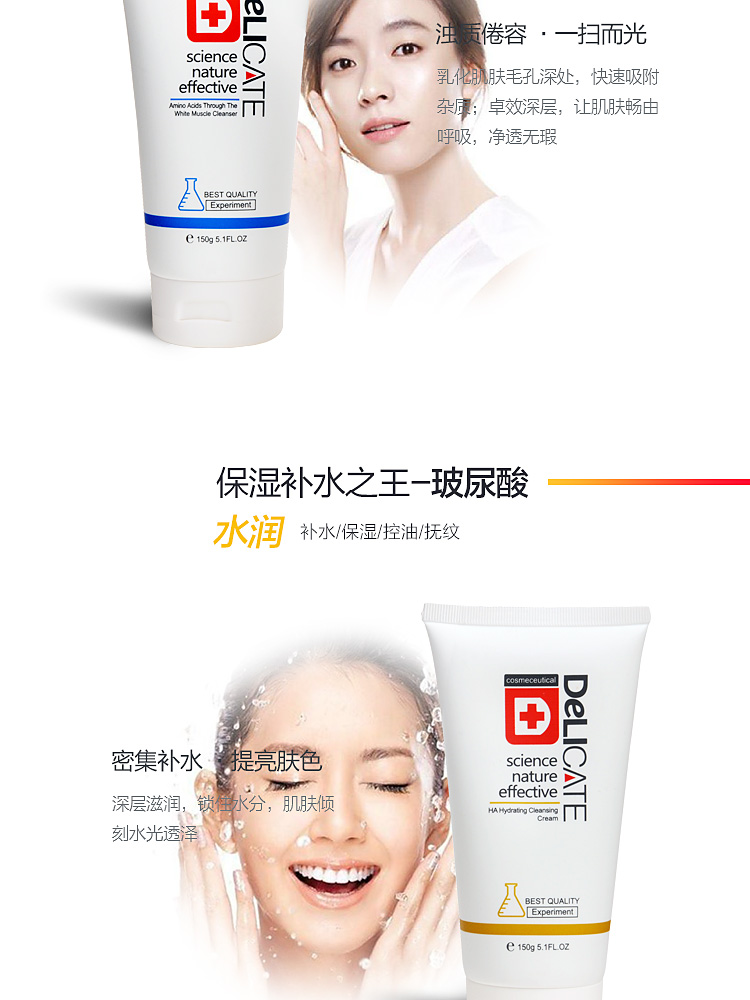 DeLICATE
science
nature
effective
Amino Acids Through The
White Muscle Cleanser
BEST QUALITY
Experiment
℮ 150g 5.1FL.OZ
浊质倦容 · 一扫而光
乳化肌肤毛孔深处，快速吸附
杂质；卓效深层，让肌肤畅由
呼吸，净透无瑕
保湿补水之王-玻尿酸
水润 补水/保湿/控油/抚纹
密集补水 提亮肤色
深层滋润，锁住水分，肌肤倾
刻水光透泽
cosmeceutical
DeLICATE
science
nature
effective
HA Hydrating Cleansing
Cream
BEST QUALITY
Experiment
℮ 150g 5.1FL.OZ